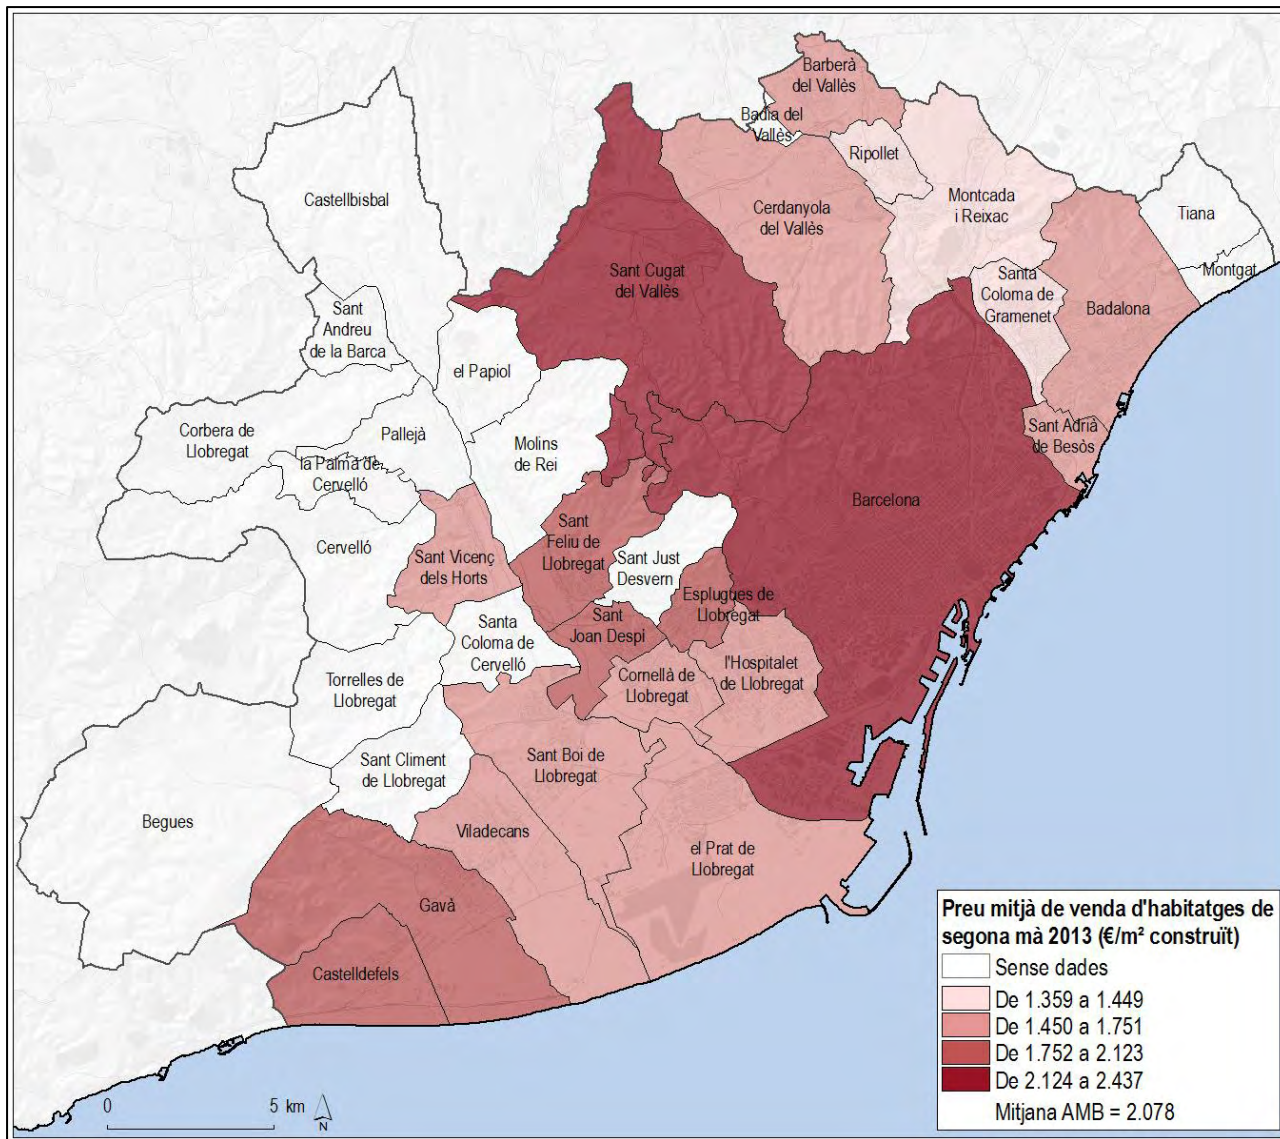 Barberà
del Vallès
Badia del
Vallès
Ripollet
Castellbisbal
Montcada
i Reixac
Tiana
Cerdanyola
del Vallès
Montgat
Sant Cugat
del Vallès
Santa
Coloma de
Gramenet
Badalona
Sant
Andreu
de la Barca
el Papiol
Corbera de
Llobregat
Pallejà
Molins
de Rei
Sant Adrià
de Besòs
la Palma de
Cervelló
Barcelona
Cervelló
Sant Vicenç
dels Horts
Sant
Feliu de
Llobregat
Sant Just
Desvern
Esplugues de
Llobregat
Santa
Coloma de
Cervelló
Sant
Joan Despí
Torrelles de
Llobregat
Cornellà de
Llobregat
l'Hospitalet
de Llobregat
Sant Climent
de Llobregat
Sant Boi de
Llobregat
Begues
Viladecans
el Prat de
Llobregat
Gavà
Castelldefels
Preu mitjà de venda d'habitatges de
segona mà 2013 (€/m² construït)
Sense dades
De 1.359 a 1.449
De 1.450 a 1.751
De 1.752 a 2.123
De 2.124 a 2.437
Mitjana AMB = 2.078
0 5 km
N